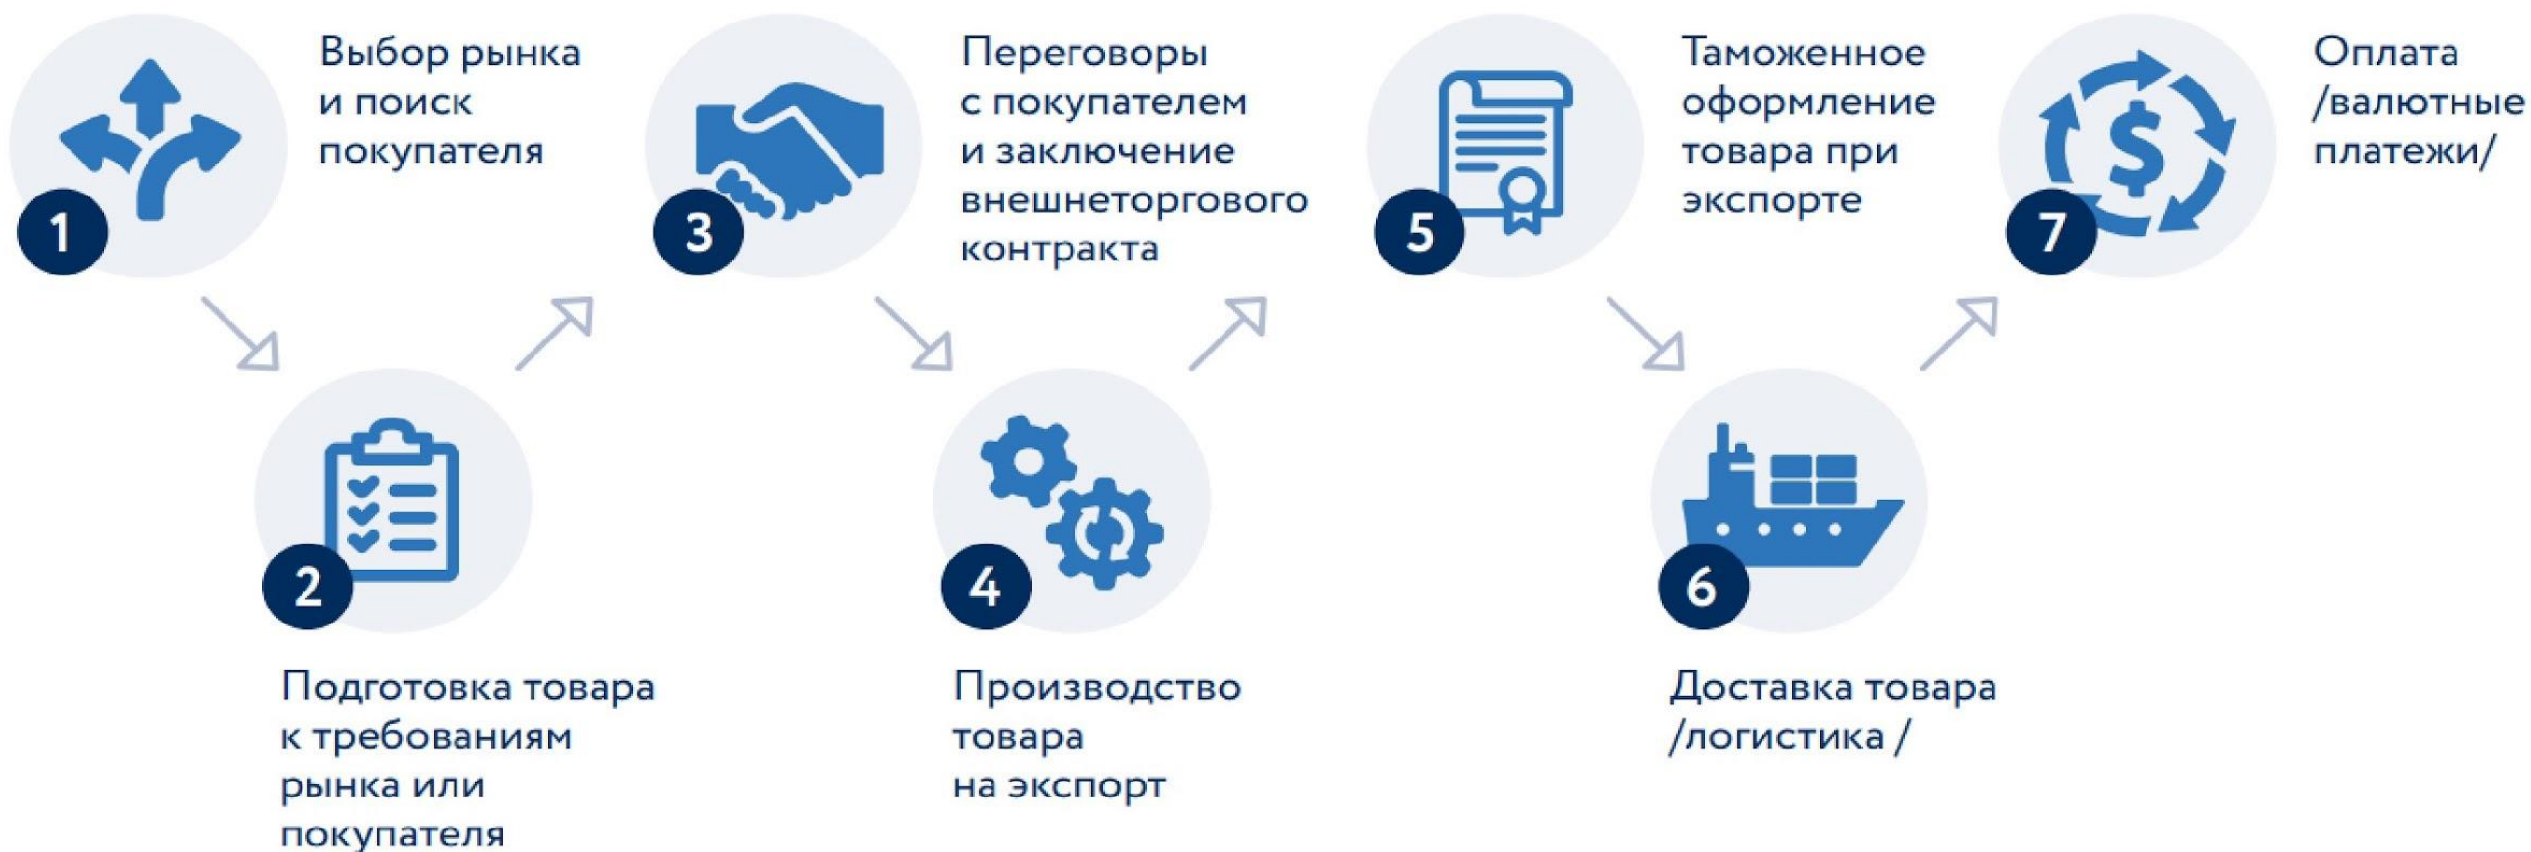 1
Выбор рынка
и поиск
покупателя
2
Подготовка товара
к требованиям
рынка или
покупателя
3
Переговоры
с покупателем
и заключение
внешнеторгового
контракта
4
Производство
товара
на экспорт
5
Таможенное
оформление
товара при
экспорте
6
Доставка товара
/логистика /
7
Оплата
/валютные
платежи/
$